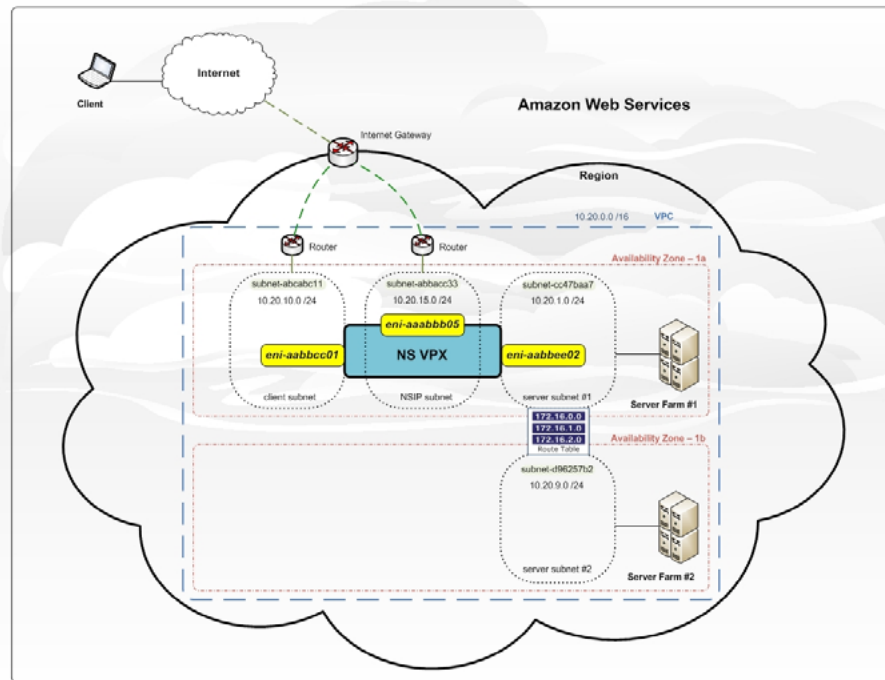 Internet
Client
Amazon Web Services
Internet Gateway
Region
10.20.0.0 /16 VPC
Router
Router
Availability Zone – 1a
subnet-abcabc11
10.20.10.0 /24
subnet-abbacc33
10.20.15.0 /24
subnet-cc47baa7
10.20.1.0 /24
eni-aaabbb05
eni-aabbcc01
NS VPX
eni-aabbee02
client subnet
NSIP subnet
server subnet #1
Server Farm #1
172.16.0.0
172.16.1.0
172.16.2.0
Route Table
Availability Zone – 1b
subnet-d96257b2
10.20.9.0 /24
server subnet #2
Server Farm #2